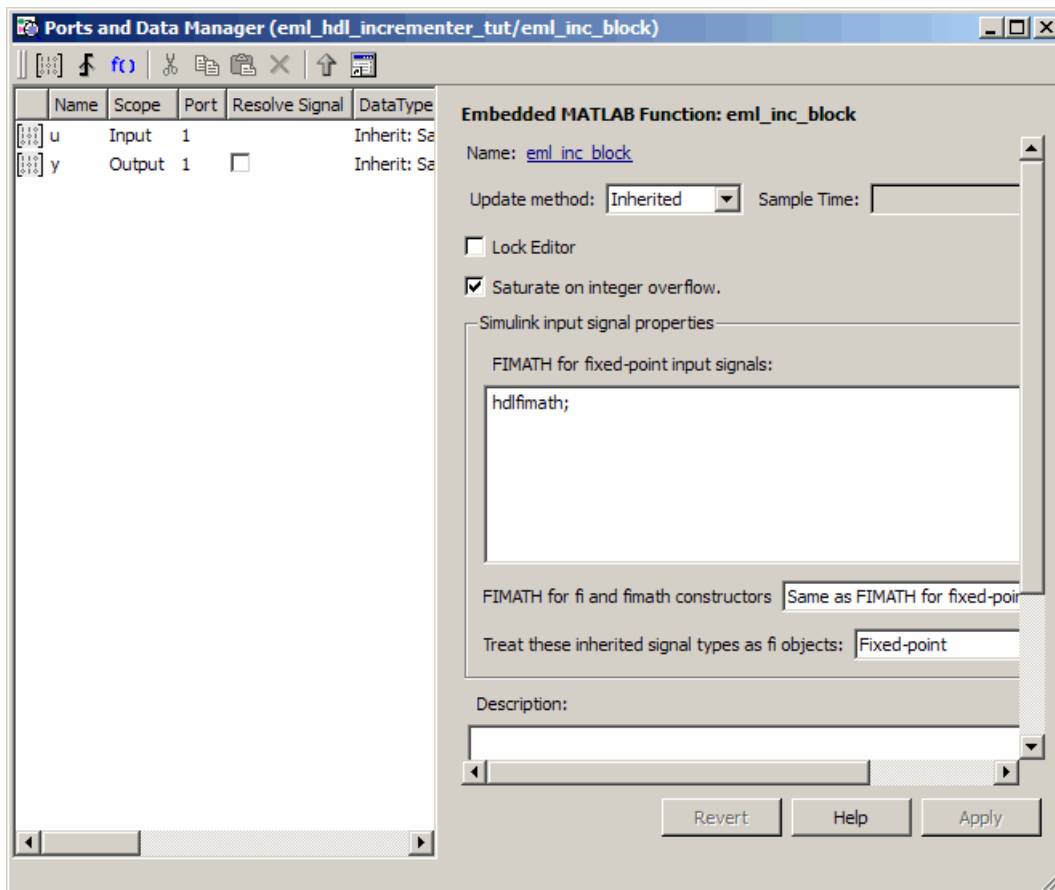 Ports and Data Manager (eml_hdl_incrementer_tut/eml_inc_block)
f()
Name Scope Port Resolve Signal DataType
u Input 1 Inherit: Sa
y Output 1 Inherit: Sa
Embedded MATLAB Function: eml_inc_block
Name: eml_inc_block
Update method: Inherited Sample Time:
Lock Editor
Saturate on integer overflow.
Simulink input signal properties
FIMATH for fixed-point input signals:
hdlfimath;
FIMATH for fi and fimath constructors Same as FIMATH for fixed-poin
Treat these inherited signal types as fi objects: Fixed-point
Description:
Revert Help Apply